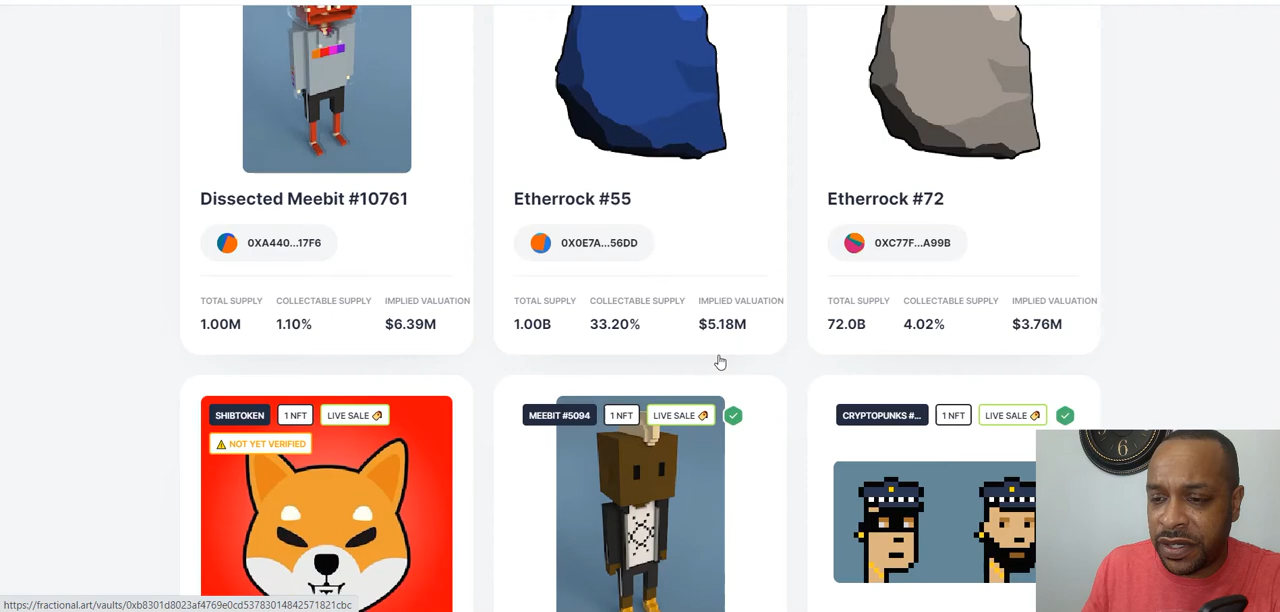 Dissected Meebit #10761
0XA440...17F6
TOTAL SUPPLY COLLECTABLE SUPPLY IMPLIED VALUATION
1.00M 1.10% $6.39M
Etherrock #55
0X0E7A...56DD
TOTAL SUPPLY COLLECTABLE SUPPLY IMPLIED VALUATION
1.00B 33.20% $5.18M
Etherrock #72
0XC77F...A99B
TOTAL SUPPLY COLLECTABLE SUPPLY IMPLIED VALUATION
72.0B 4.02% $3.76M
SHIBTOKEN 1 NFT LIVE SALE
NOT YET VERIFIED
MEEBIT #5094 1 NFT LIVE SALE
CRYPTOPUNKS #... 1 NFT LIVE SALE
6
https://fractional.art/vaults/0xb8301d8023af4769e0cd53783014842571821cbc